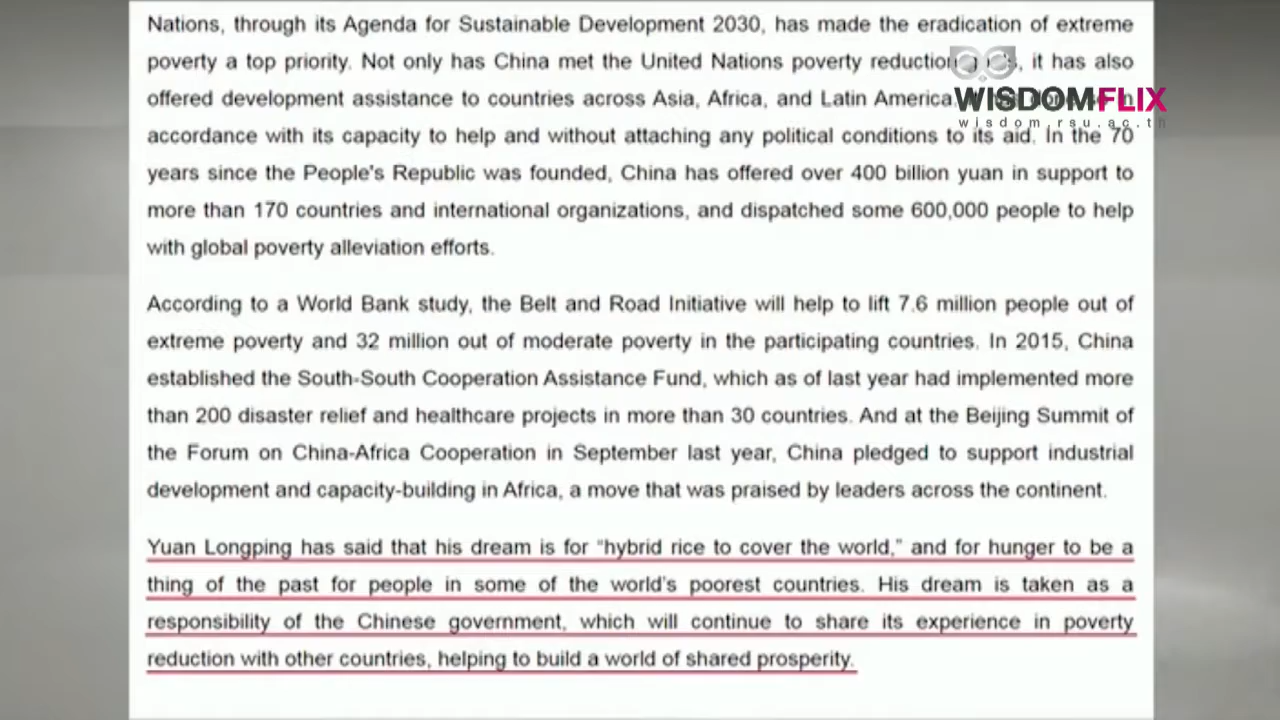 Nations, through its Agenda for Sustainable Development 2030, has made the eradication of extreme
poverty a top priority. Not only has China met the United Nations poverty reduction it has also
offered development assistance to countries across Asia, Africa, and Latin America.
accordance with its capacity to help and without attaching any political conditions to its aid. In the 70
years since the People's Republic was founded, China has offered over 400 billion yuan in support to
more than 170 countries and international organizations, and dispatched some 600,000 people to help
with global poverty alleviation efforts.
According to a World Bank study, the Belt and Road Initiative will help to lift 7.6 million people out of
extreme poverty and 32 million out of moderate poverty in the participating countries. In 2015, China
established the South-South Cooperation Assistance Fund, which as of last year had implemented more
than 200 disaster relief and healthcare projects in more than 30 countries. And at the Beijing Summit of
the Forum on China-Africa Cooperation in September last year, China pledged to support industrial
development and capacity-building in Africa, a move that was praised by leaders across the continent.
Yuan Longping has said that his dream is for “hybrid rice to cover the world,” and for hunger to be a
thing of the past for people in some of the world’s poorest countries. His dream is taken as a
responsibility of the Chinese government, which will continue to share its experience in poverty
reduction with other countries, helping to build a world of shared prosperity.
WISDOMFLIX
wisdom.rsu.ac.th